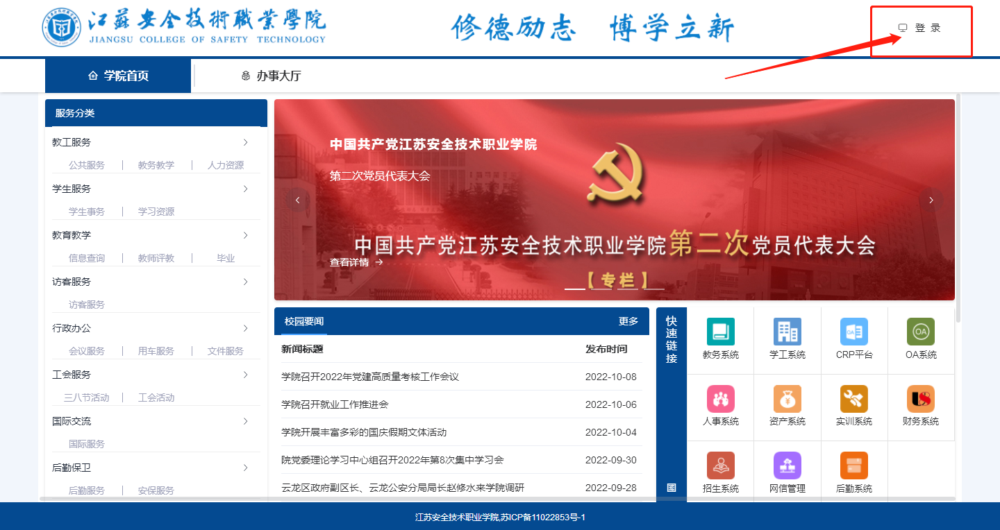 江蘇安全技術職業學院
JIANGSU COLLEGE OF SAFETY TECHNOLOGY
修德励志 博学立新
登 录
学院首页
办事大厅
服务分类
教工服务
公共服务 | 教务教学 | 人力资源
学生服务
学生事务 | 学习资源
教育教学
信息查询 | 教师评教 | 毕业
访客服务
访客服务
行政办公
会议服务 | 用车服务 | 文件服务
工会服务
三八节活动 | 工会活动
国际交流
国际服务
后勤保卫
后勤服务 | 安保服务
中国共产党江苏安全技术职业学院
第二次党员代表大会
中国共产党江苏安全技术职业学院第二次党员代表大会
查看详情 →
【专栏】
校园要闻 更多
新闻标题 发布时间
学院召开2022年党建高质量考核工作会议 2022-10-08
学院召开就业工作推进会 2022-10-06
学院开展丰富多彩的国庆假期文体活动 2022-10-04
院党委理论学习中心组召开2022年第8次集中学习会 2022-09-30
云龙区政府副区长、云龙公安分局局长赵修水来学院调研 2022-09-28
快速链接
教务系统 学工系统 CRP平台 OA系统
人事系统 资产系统 实训系统 财务系统
招生系统 网信管理 后勤系统
江苏安全技术职业学院,苏ICP备11022853号-1